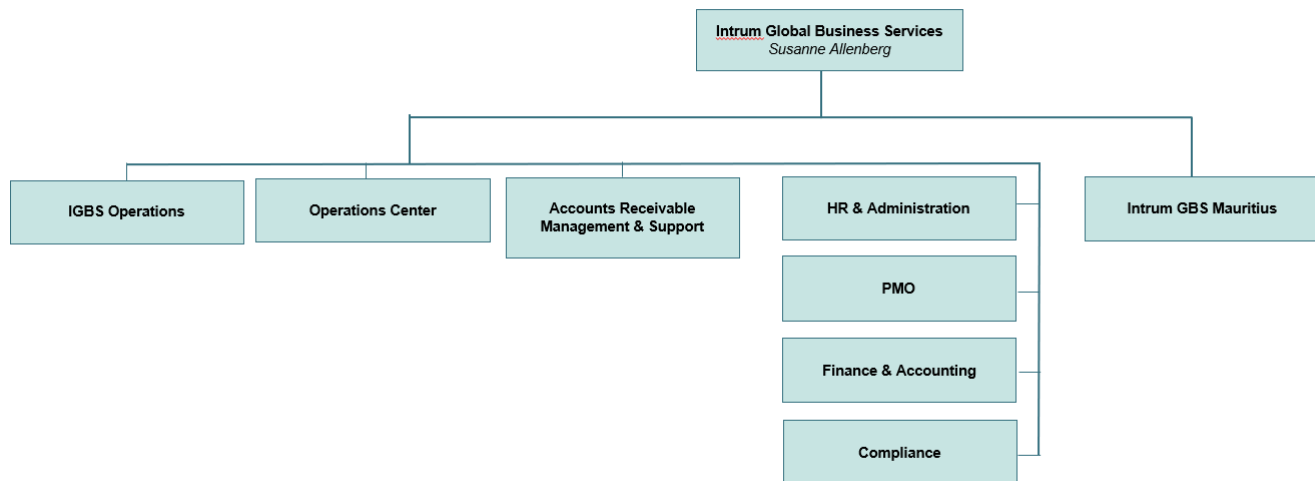 Intrum Global Business Services
Susanne Allenberg
IGBS Operations
Operations Center
Accounts Receivable
Management & Support
HR & Administration
Intrum GBS Mauritius
PMO
Finance & Accounting
Compliance